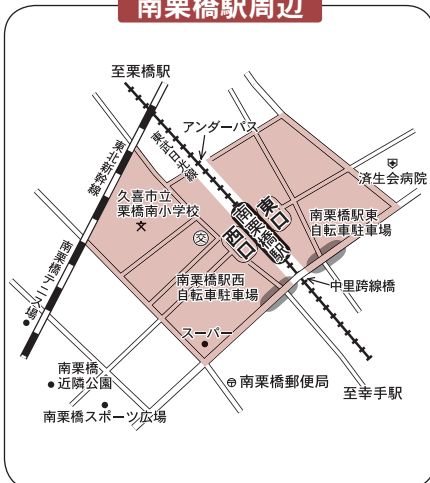 南栗橋駅周辺
至栗橋駅
アンダーパス
東武日光線
東北新幹線
済生会病院
久喜市立
栗橋南小学校
交
東口
南栗橋駅
西口
南栗橋駅東
自転車駐車場
南栗橋テニス場
南栗橋駅西
自転車駐車場
中里跨線橋
スーパー
南栗橋
近隣公園
南栗橋郵便局
至幸手駅
南栗橋スポーツ広場